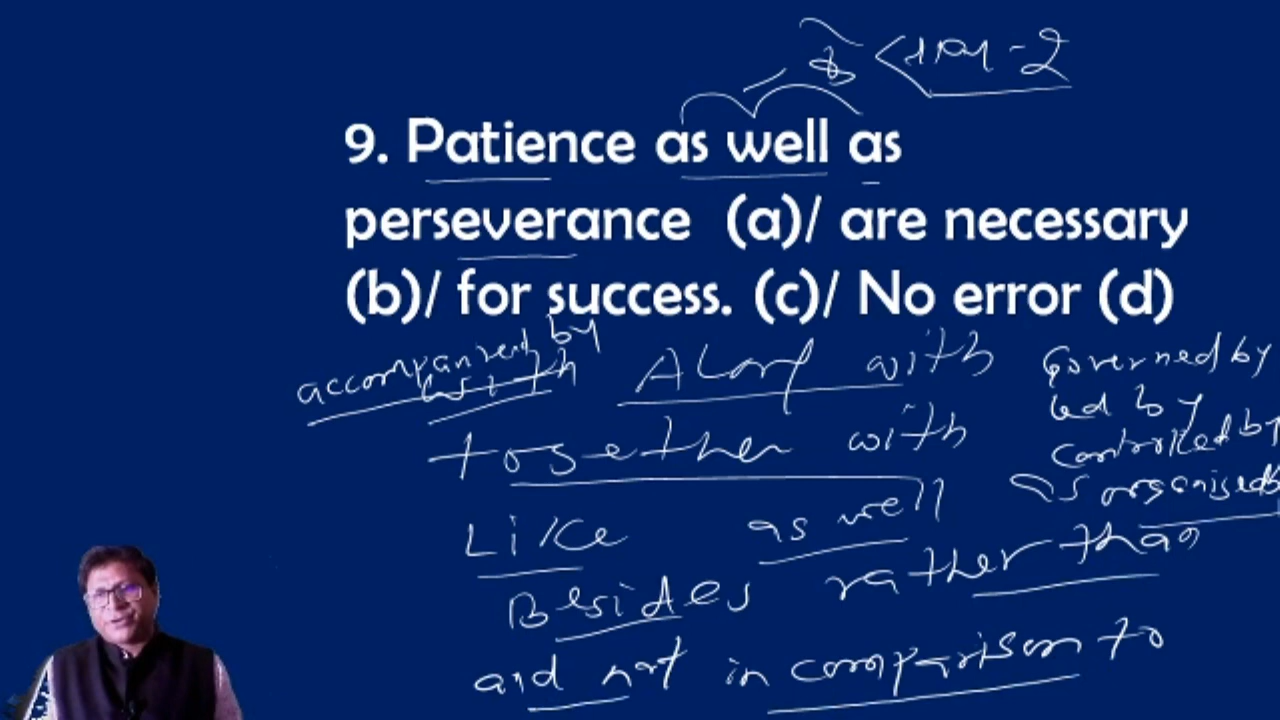 9. Patience as well as
perseverance (a)/ are necessary
(b)/ for success. (c)/ No error (d)
accompanied by
with
Along with
Governed by
Led by
together with
Controlled by
Like as well as organised by
Besides rather than
and not in comparison to